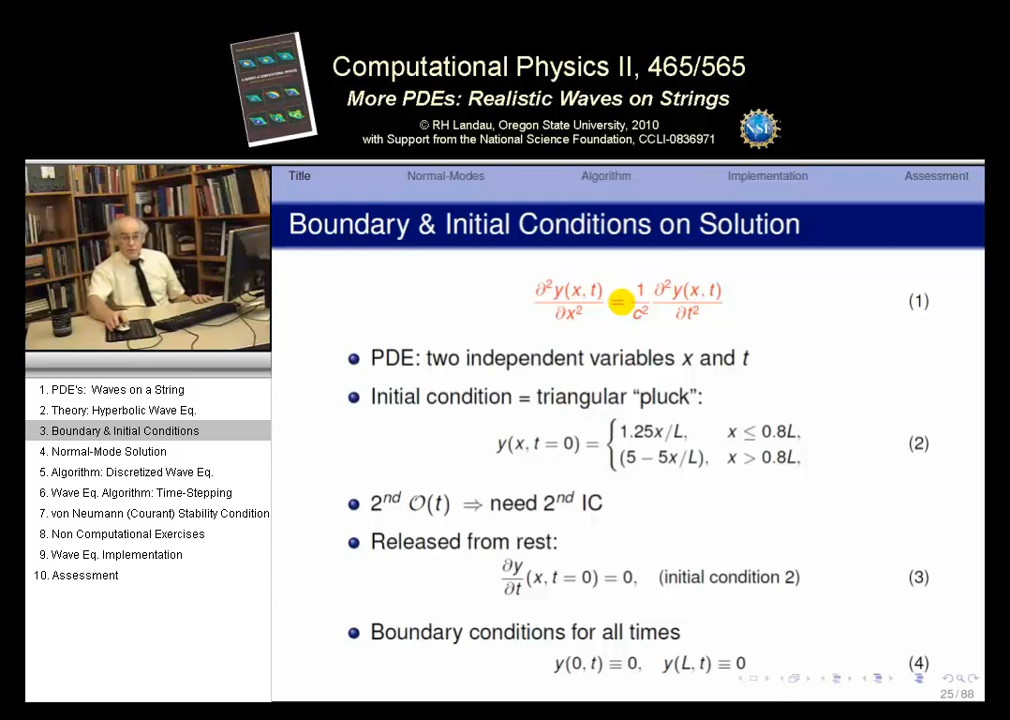 Computational Physics II, 465/565
More PDEs: Realistic Waves on Strings
© RH Landau, Oregon State University, 2010
with Support from the National Science Foundation, CCLI-0836971
NSF
Title Normal-Modes Algorithm Implementation Assessment
Boundary & Initial Conditions on Solution
∂²y(x, t)/∂x² = 1/c² ∂²y(x, t)/∂t² (1)
PDE: two independent variables x and t
Initial condition = triangular “pluck”:
y(x, t = 0) = { 1.25x/L, x ≤ 0.8L,
(5 − 5x/L), x > 0.8L, (2)
2nd O(t) ⇒ need 2nd IC
Released from rest:
∂y/∂t (x, t = 0) = 0, (initial condition 2) (3)
Boundary conditions for all times
y(0, t) ≡ 0, y(L, t) ≡ 0 (4)
25/88
1. PDE's: Waves on a String
2. Theory: Hyperbolic Wave Eq.
3. Boundary & Initial Conditions
4. Normal-Mode Solution
5. Algorithm: Discretized Wave Eq.
6. Wave Eq. Algorithm: Time-Stepping
7. von Neumann (Courant) Stability Condition
8. Non Computational Exercises
9. Wave Eq. Implementation
10. Assessment